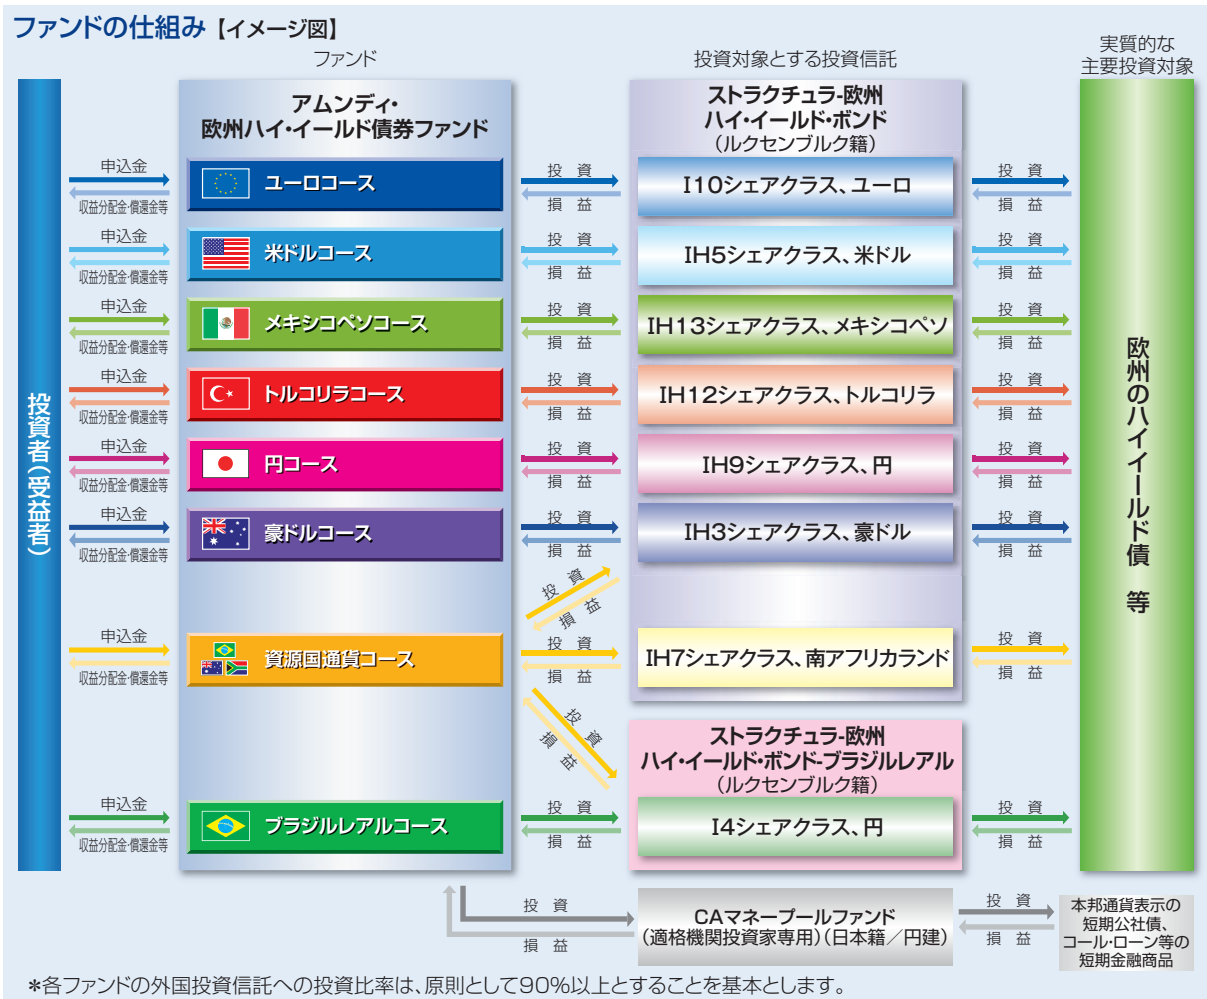 ファンドの仕組み【イメージ図】
ファンド
投資対象とする投資信託
実質的な
主要投資対象
投資者(受益者)
アムンディ・
欧州ハイ・イールド債券ファンド
ストラクチュラ-欧州
ハイ・イールド・ボンド
(ルクセンブルク籍)
欧州のハイイールド債 等
申込金
収益分配金・償還金等
ユーロコース
投 資
損 益
I10シェアクラス、ユーロ
投 資
損 益
申込金
収益分配金・償還金等
米ドルコース
投 資
損 益
IH5シェアクラス、米ドル
投 資
損 益
申込金
収益分配金・償還金等
メキシコペソコース
投 資
損 益
IH13シェアクラス、メキシコペソ
投 資
損 益
申込金
収益分配金・償還金等
トルコリラコース
投 資
損 益
IH12シェアクラス、トルコリラ
投 資
損 益
申込金
収益分配金・償還金等
円コース
投 資
損 益
IH9シェアクラス、円
投 資
損 益
申込金
収益分配金・償還金等
豪ドルコース
投 資
損 益
IH3シェアクラス、豪ドル
投 資
損 益
投 資
損 益
申込金
収益分配金・償還金等
資源国通貨コース
投 資
損 益
IH7シェアクラス、南アフリカランド
投 資
損 益
投 資
損 益
ストラクチュラ-欧州
ハイ・イールド・ボンド-ブラジルレアル
(ルクセンブルク籍)
申込金
収益分配金・償還金等
ブラジルレアルコース
投 資
損 益
I4シェアクラス、円
投 資
損 益
投 資
損 益
CAマネープールファンド
(適格機関投資家専用)(日本籍/円建)
投 資
損 益
本邦通貨表示の
短期公社債、
コール・ローン等の
短期金融商品
*各ファンドの外国投資信託への投資比率は、原則として90%以上とすることを基本とします。